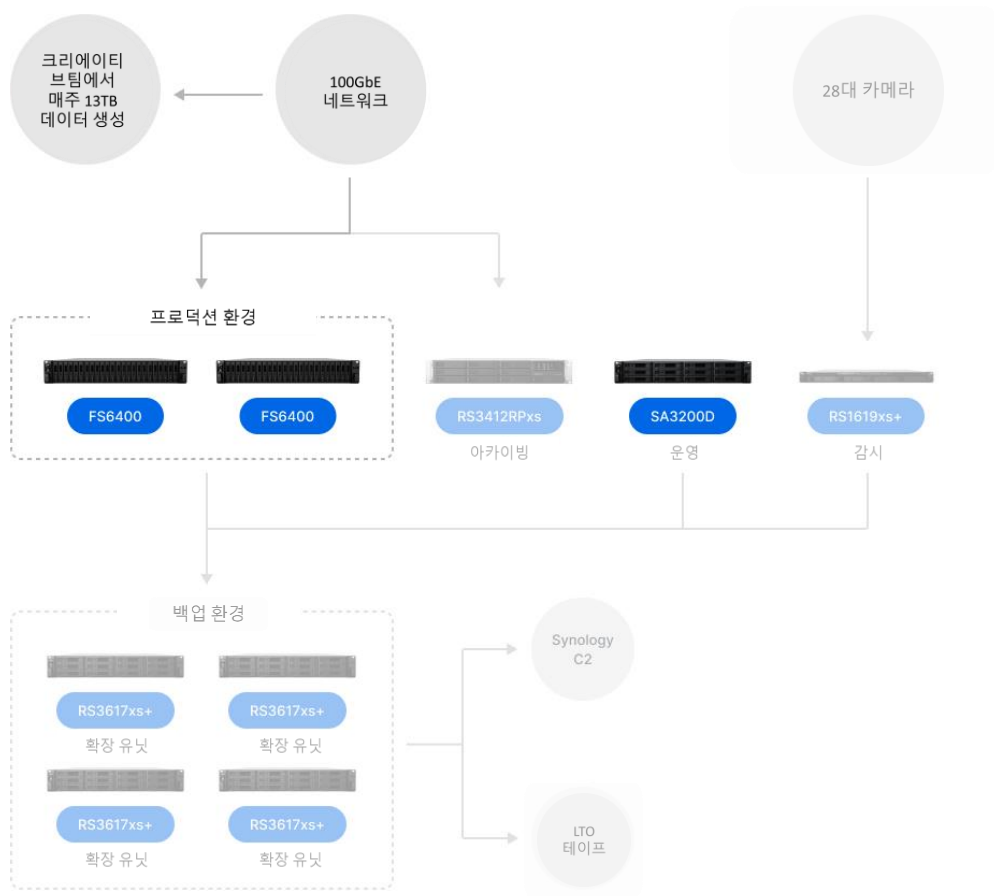 크리에이티
브팀에서
매주 13TB
데이터 생성
100GbE
네트워크
28대 카메라
프로덕션 환경
FS6400
FS6400
RS3412RPxs
아카이빙
SA3200D
운영
RS1619xs+
감시
백업 환경
RS3617xs+
확장 유닛
RS3617xs+
확장 유닛
RS3617xs+
확장 유닛
RS3617xs+
확장 유닛
Synology
C2
LTO
테이프